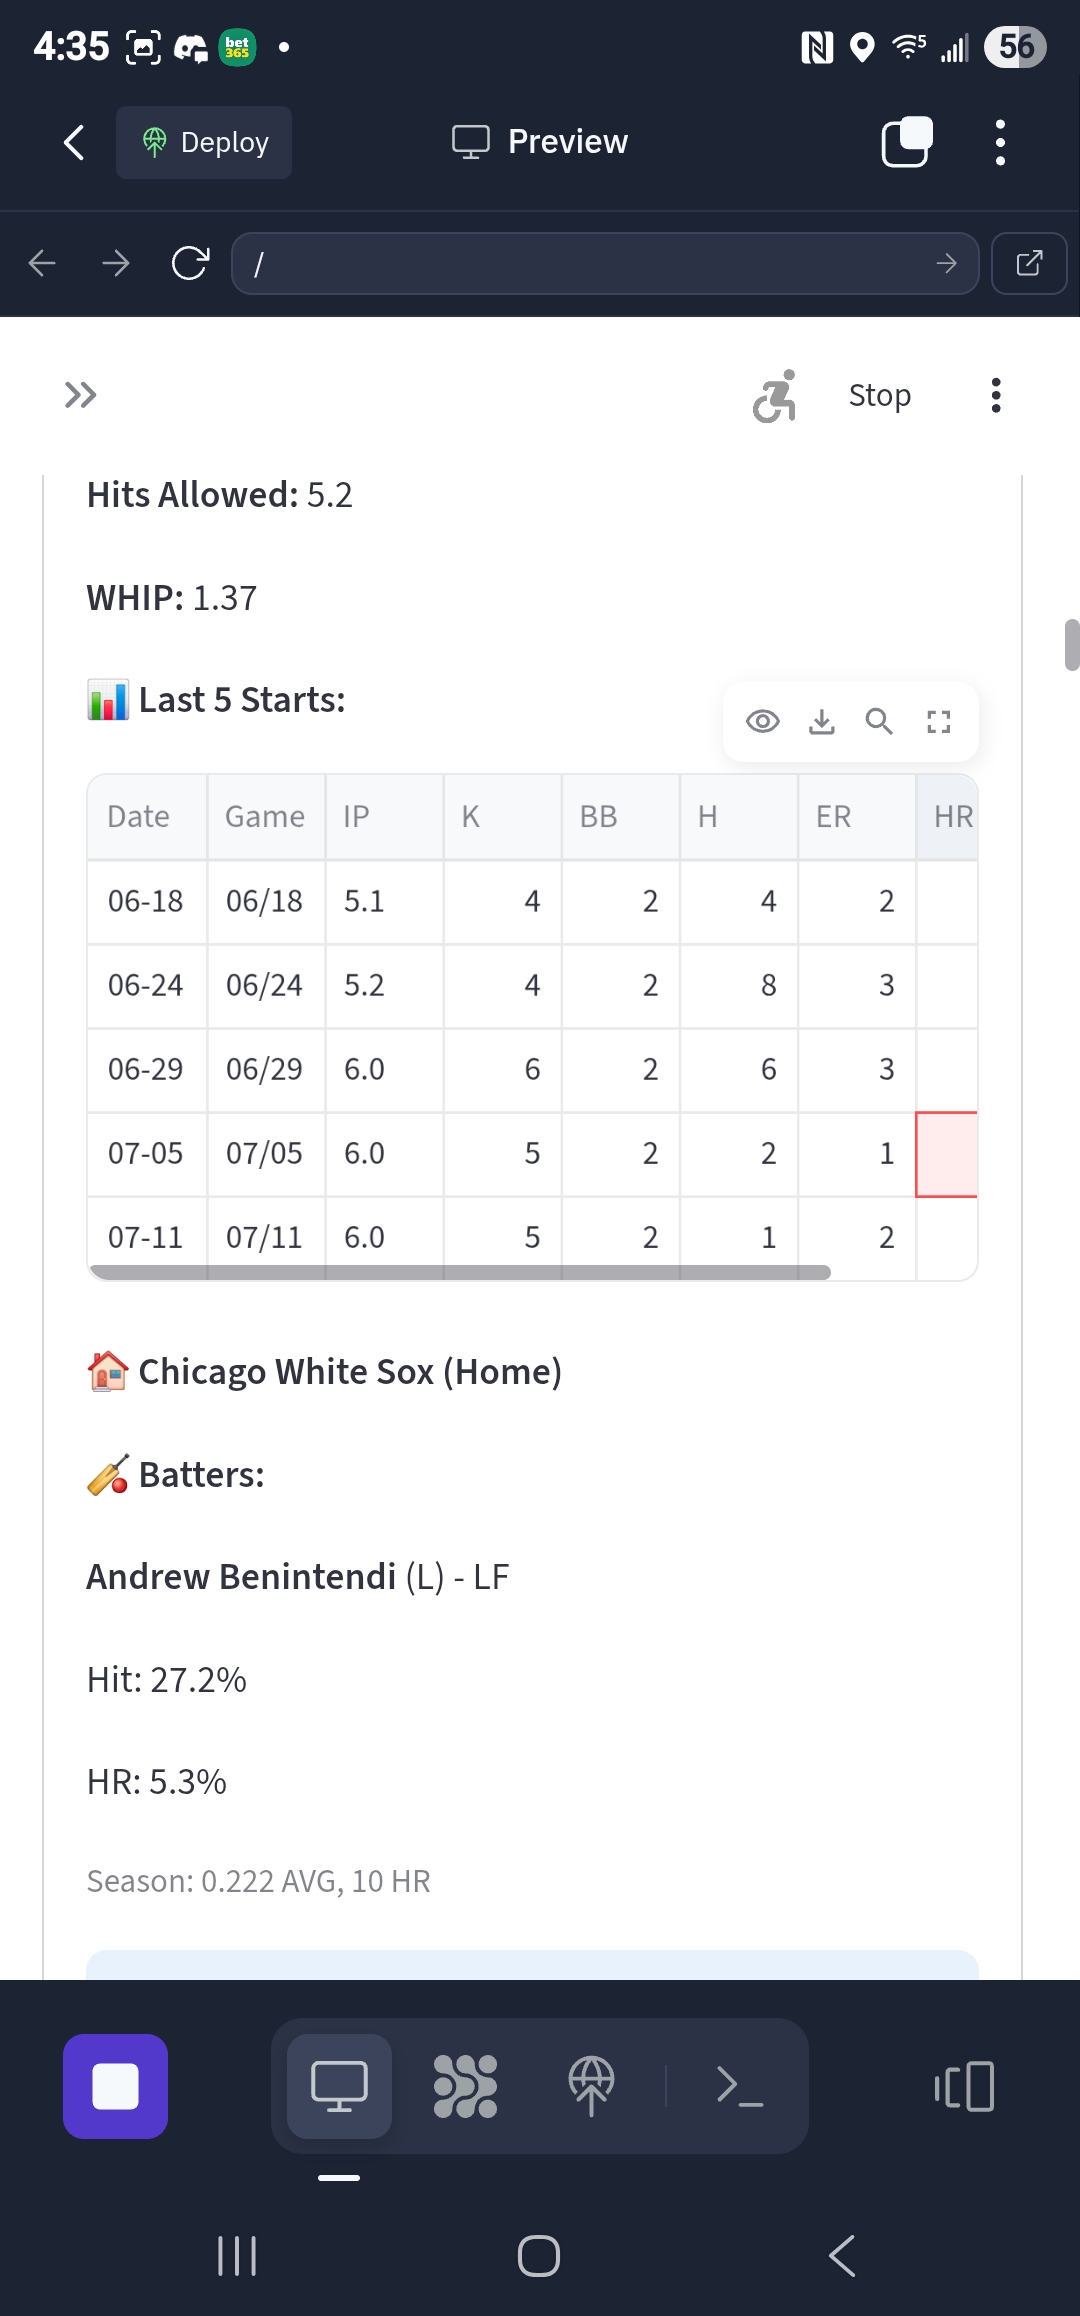 4:35 bet 365 5 56
Deploy Preview
/
Stop
Hits Allowed: 5.2
WHIP: 1.37
Last 5 Starts:
Date Game IP K BB H ER HR
06-18 06/18 5.1 4 2 4 2
06-24 06/24 5.2 4 2 8 3
06-29 06/29 6.0 6 2 6 3
07-05 07/05 6.0 5 2 2 1
07-11 07/11 6.0 5 2 1 2
Chicago White Sox (Home)
Batters:
Andrew Benintendi (L) - LF
Hit: 27.2%
HR: 5.3%
Season: 0.222 AVG, 10 HR